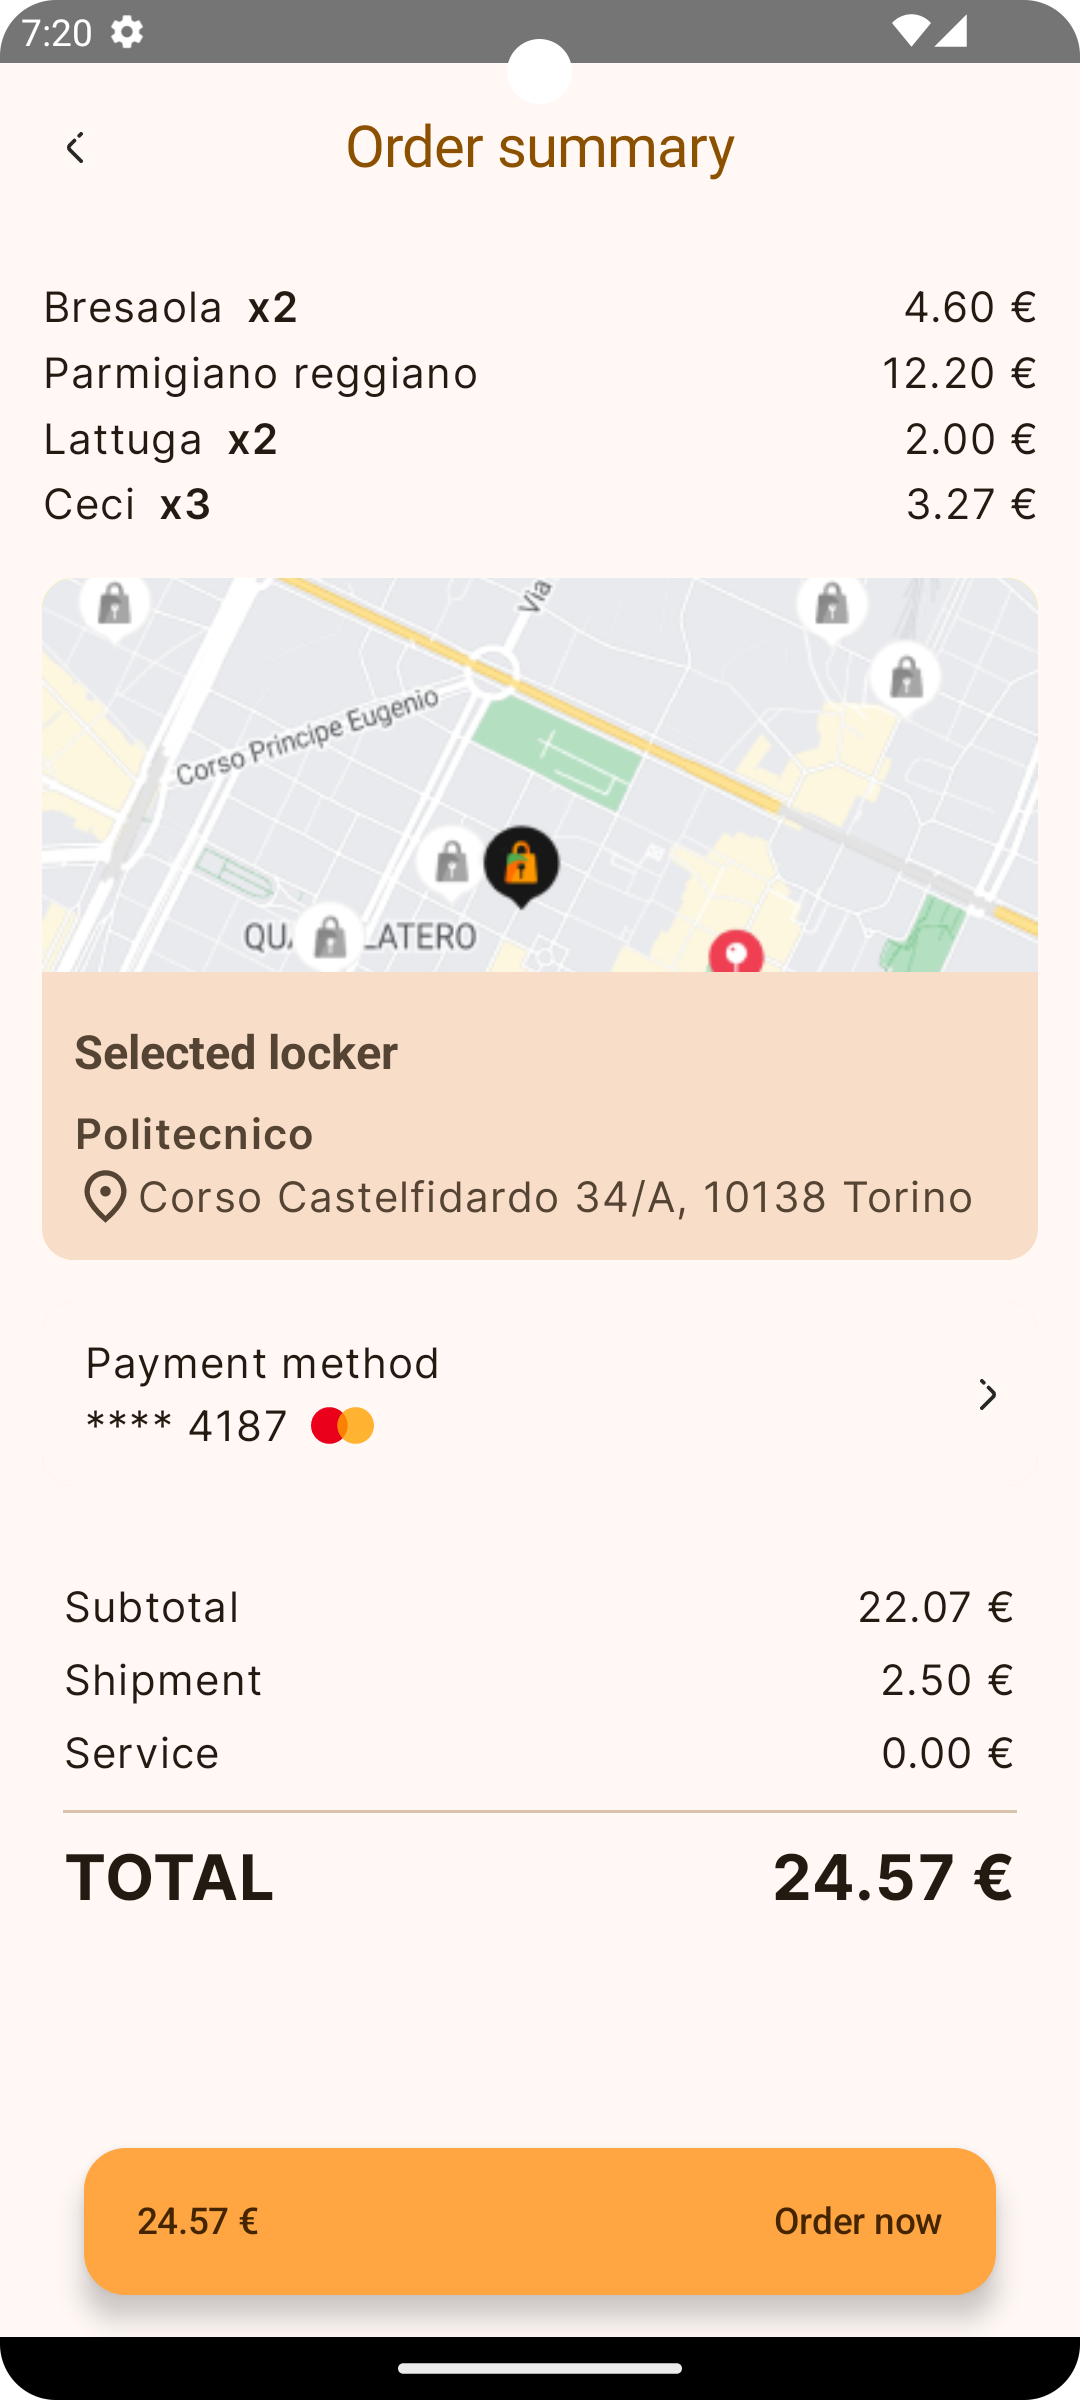 7:20
Order summary
Bresaola x2 4.60 €
Parmigiano reggiano 12.20 €
Lattuga x2 2.00 €
Ceci x3 3.27 €
Via
Corso Principe Eugenio
QUA LATERO
Selected locker
Politecnico
Corso Castelfidardo 34/A, 10138 Torino
Payment method
**** 4187
Subtotal 22.07 €
Shipment 2.50 €
Service 0.00 €
TOTAL 24.57 €
24.57 € Order now